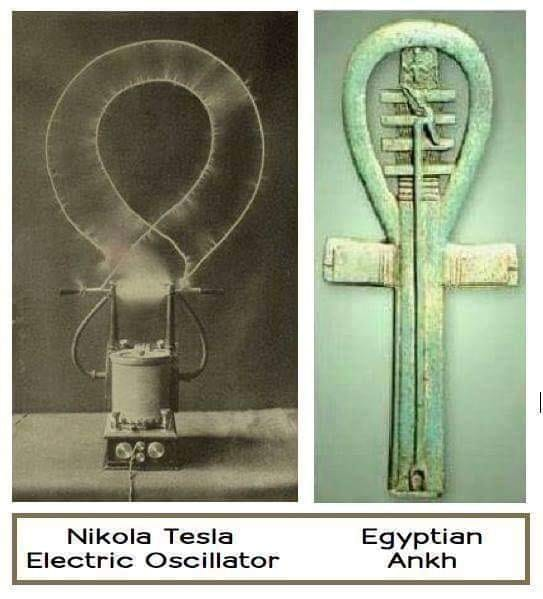 Nikola Tesla
Electric Oscillator
Egyptian
Ankh